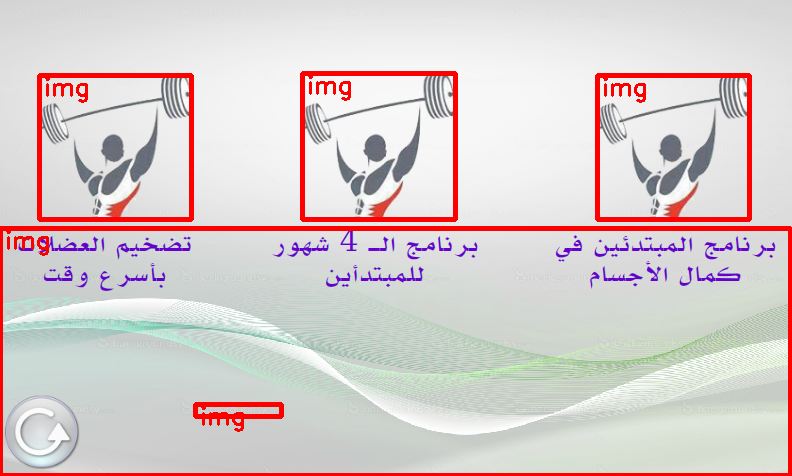 img
img
img
img
برنامج المبتدئين في
كمال الأجسام
برنامج الـ 4 شهور
للمبتدأين
تضخيم العضلات
بأسرع وقت
img